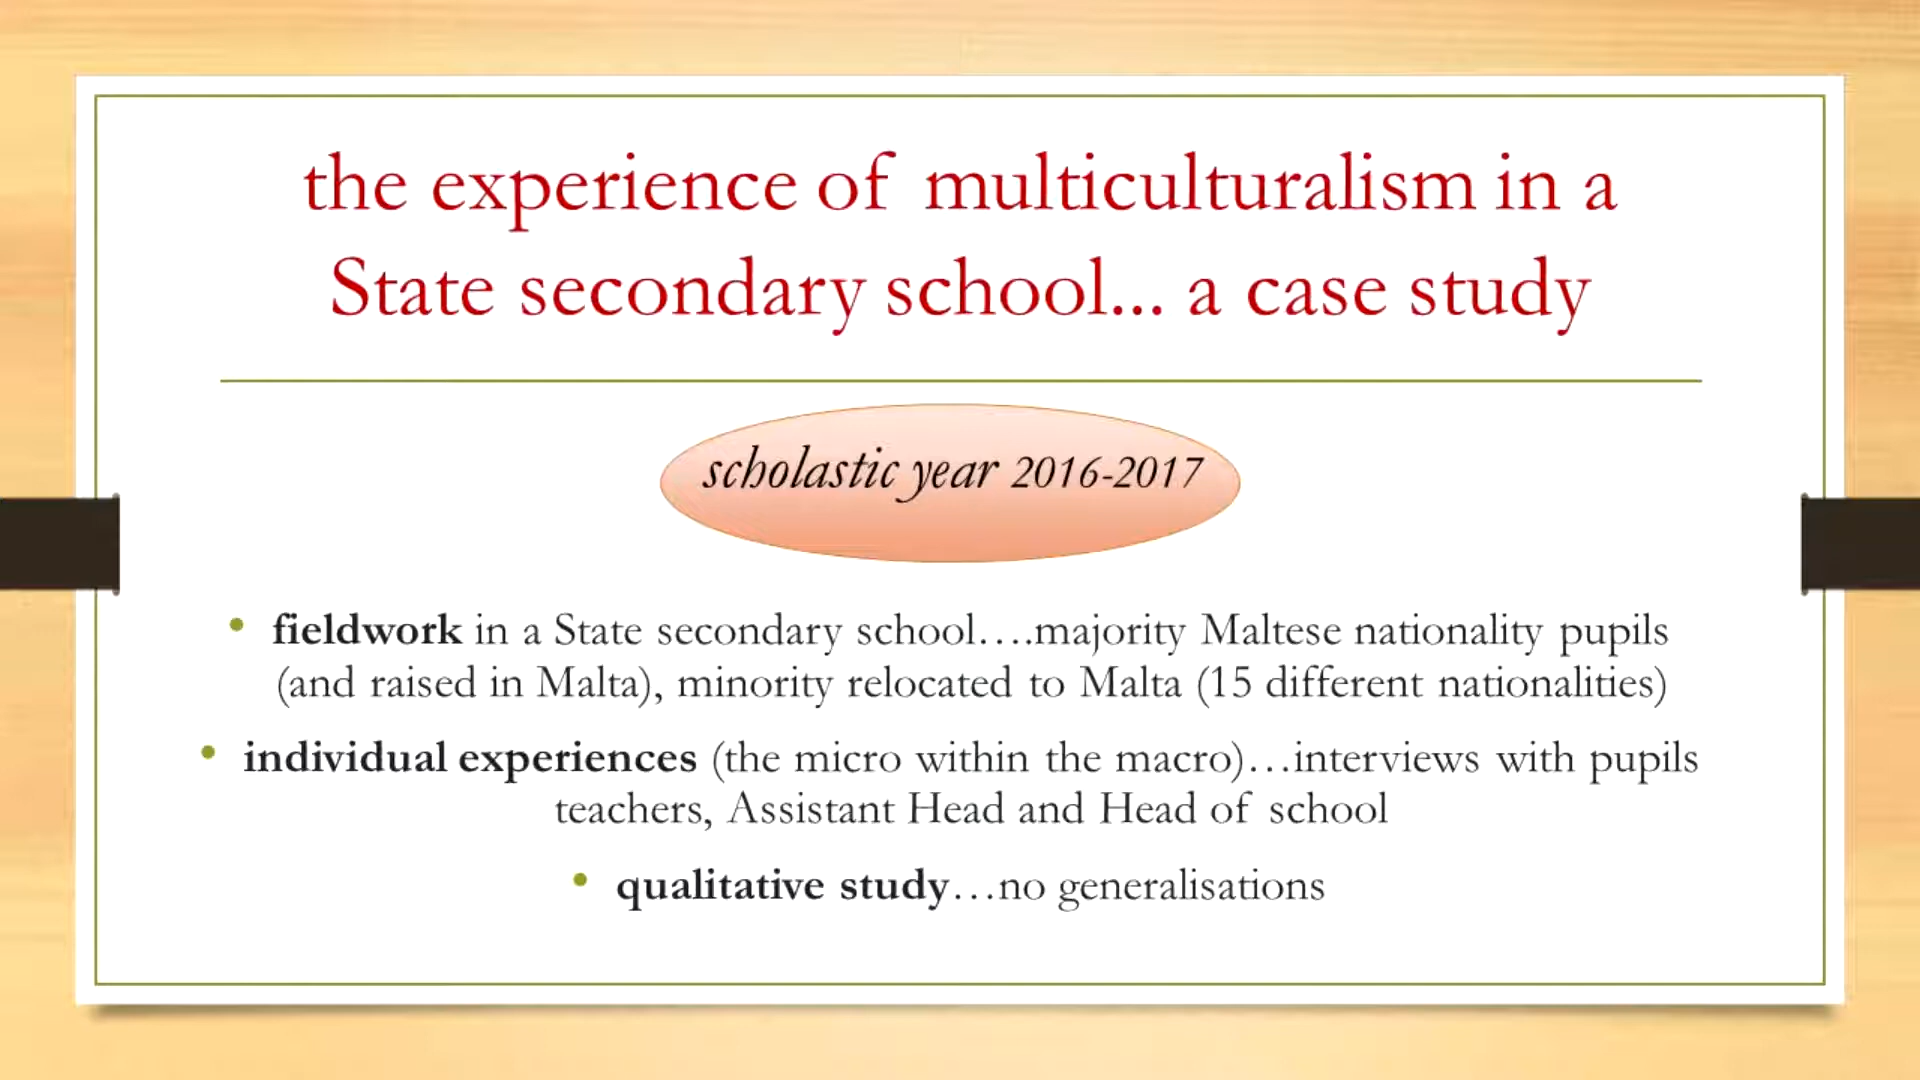 the experience of multiculturalism in a
State secondary school... a case study
scholastic year 2016-2017
• fieldwork in a State secondary school….majority Maltese nationality pupils
(and raised in Malta), minority relocated to Malta (15 different nationalities)
• individual experiences (the micro within the macro)…interviews with pupils
teachers, Assistant Head and Head of school
• qualitative study…no generalisations